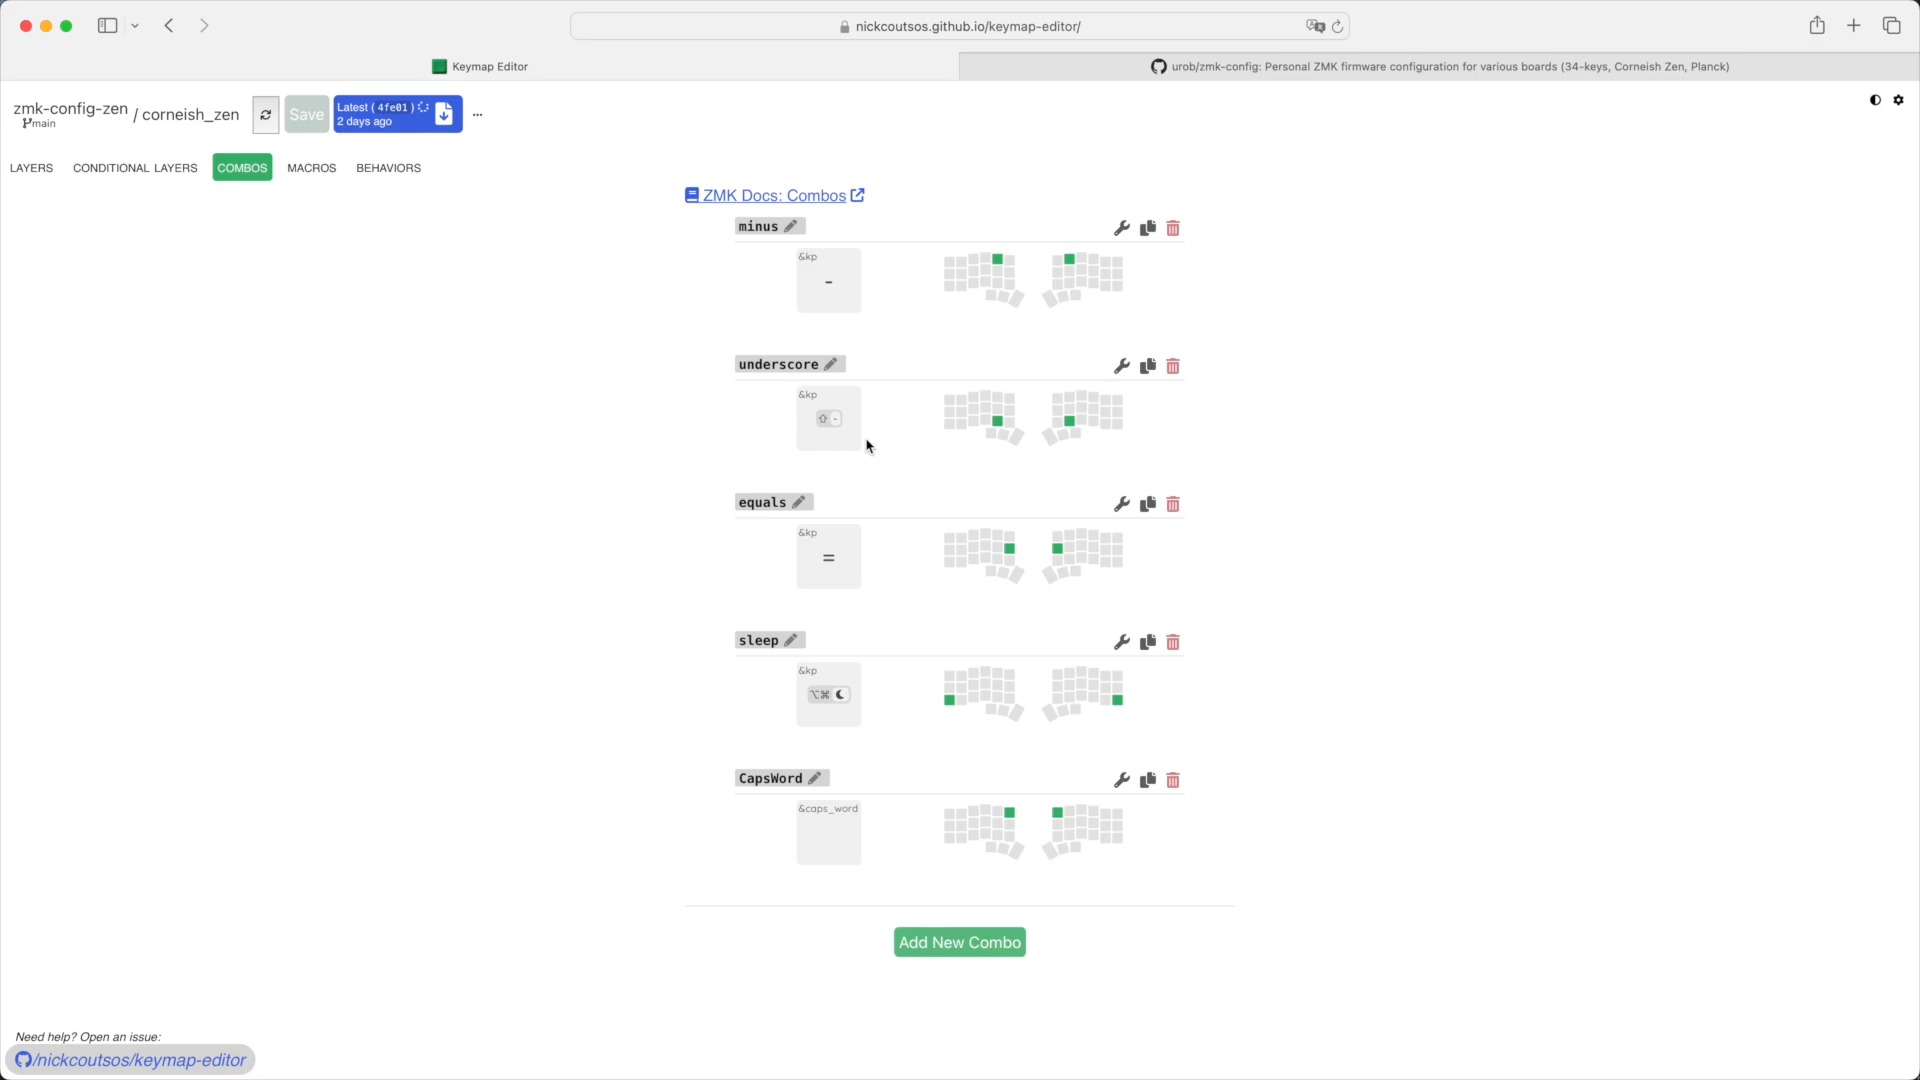 nickcoutsos.github.io/keymap-editor/
Keymap Editor
urob/zmk-config: Personal ZMK firmware configuration for various boards (34-keys, Corneish Zen, Planck)
zmk-config-zen / corneish_zen
main
Save
Latest (4fe01)
2 days ago
...
LAYERS
CONDITIONAL LAYERS
COMBOS
MACROS
BEHAVIORS
ZMK Docs: Combos
minus
&kp
-
underscore
&kp
⇧ -
equals
&kp
=
sleep
&kp
⌥⌘
CapsWord
&caps_word
Add New Combo
Need help? Open an issue:
/nickcoutsos/keymap-editor